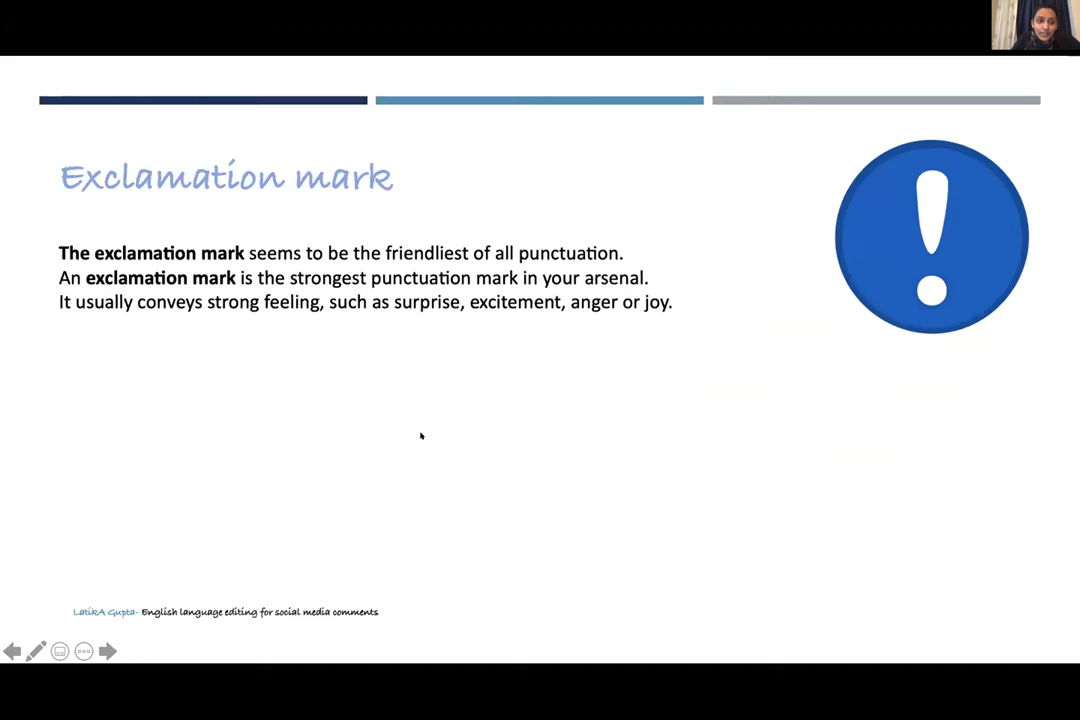 Exclamation mark
The exclamation mark seems to be the friendliest of all punctuation.
An exclamation mark is the strongest punctuation mark in your arsenal.
It usually conveys strong feeling, such as surprise, excitement, anger or joy.
LatikA Gupta- English language editing for social media comments